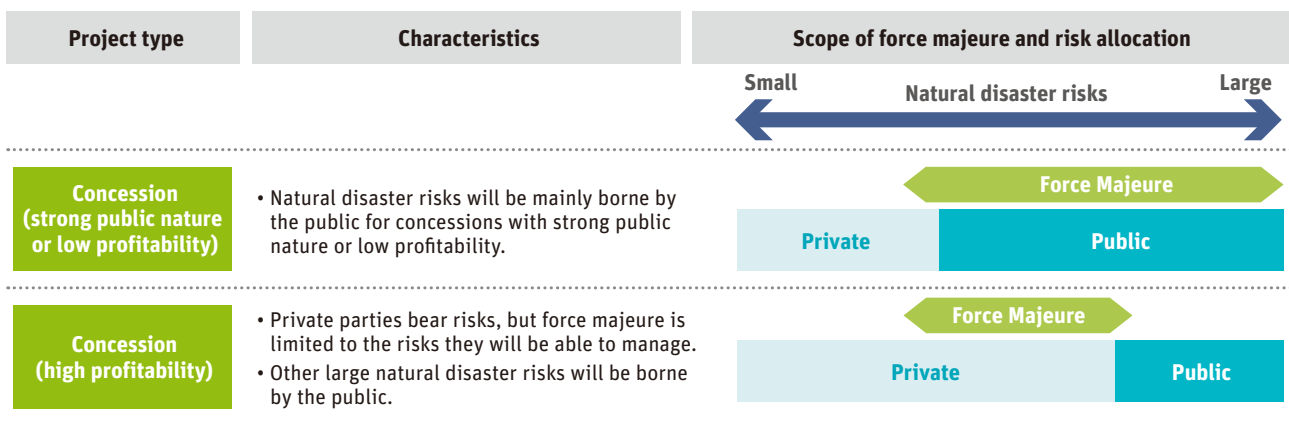 Project type
Characteristics
Scope of force majeure and risk allocation
Small
Natural disaster risks
Large
Concession
(strong public nature
or low profitability)
• Natural disaster risks will be mainly borne by
the public for concessions with strong public
nature or low profitability.
Force Majeure
Private
Public
Concession
(high profitability)
• Private parties bear risks, but force majeure is
limited to the risks they will be able to manage.
• Other large natural disaster risks will be borne
by the public.
Force Majeure
Private
Public